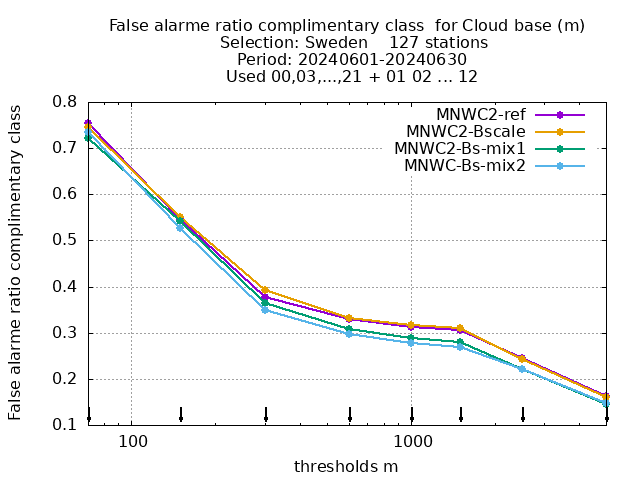 False alarme ratio complimentary class  for Cloud base (m)
Selection: Sweden    127 stations
Period: 20240601-20240630
Used 00,03,...,21 + 01 02 ... 12
False alarme ratio complimentary class
0.8
0.7
0.6
0.5
0.4
0.3
0.2
0.1
MNWC2-ref
MNWC2-Bscale
MNWC2-Bs-mix1
MNWC-Bs-mix2
100
1000
thresholds m